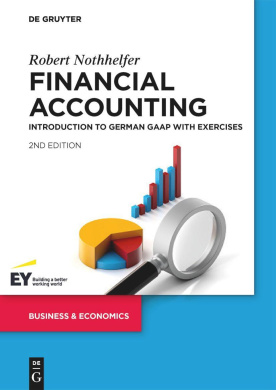 DE GRUYTER
Robert Nothhelfer
FINANCIAL
ACCOUNTING
INTRODUCTION TO GERMAN GAAP WITH EXERCISES
2ND EDITION
EY
Building a better
working world
BUSINESS & ECONOMICS
DE
G